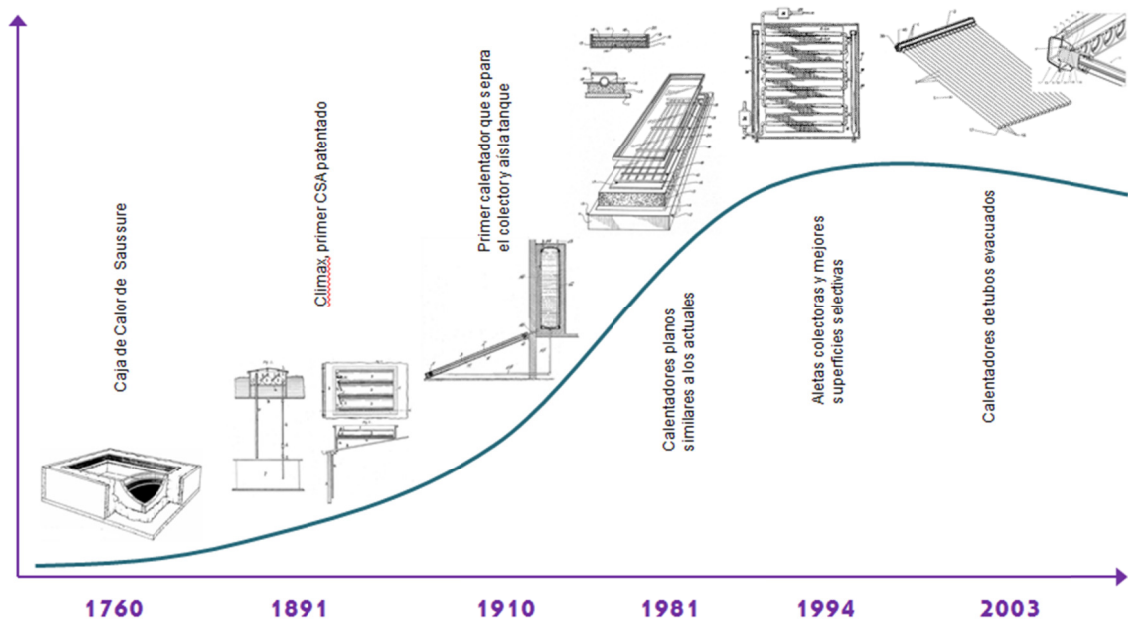 Caja de Calor de Saussure
Climax, primer CSA patentado
Primer calentador que separa
el colector y aisla tanque
Calentadores planos
similares a los actuales
Aletas colectoras y mejores
superficies selectivas
Calentadores de tubos evacuados
1760
1891
1910
1981
1994
2003